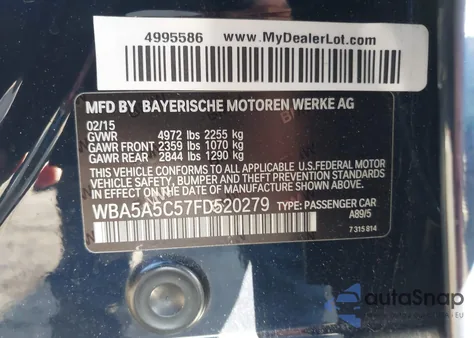 4995586 www.MyDealerLot.com
MFD BY BAYERISCHE MOTOREN WERKE AG
02/15
GVWR 4972 lbs 2255 kg
GAWR FRONT 2359 lbs 1070 kg
GAWR REAR 2844 lbs 1290 kg
THIS VEHICLE CONFORMS TO ALL APPLICABLE U.S. FEDERAL MOTOR
VEHICLE SAFETY, BUMPER, AND THEFT PREVENTION STANDARDS
IN EFFECT ON THE DATE OF MANUFACTURE SHOWN ABOVE.
WBA5A5C57FD520279 TYPE: PASSENGER CAR
A89/5
7 315 814
autoSnap